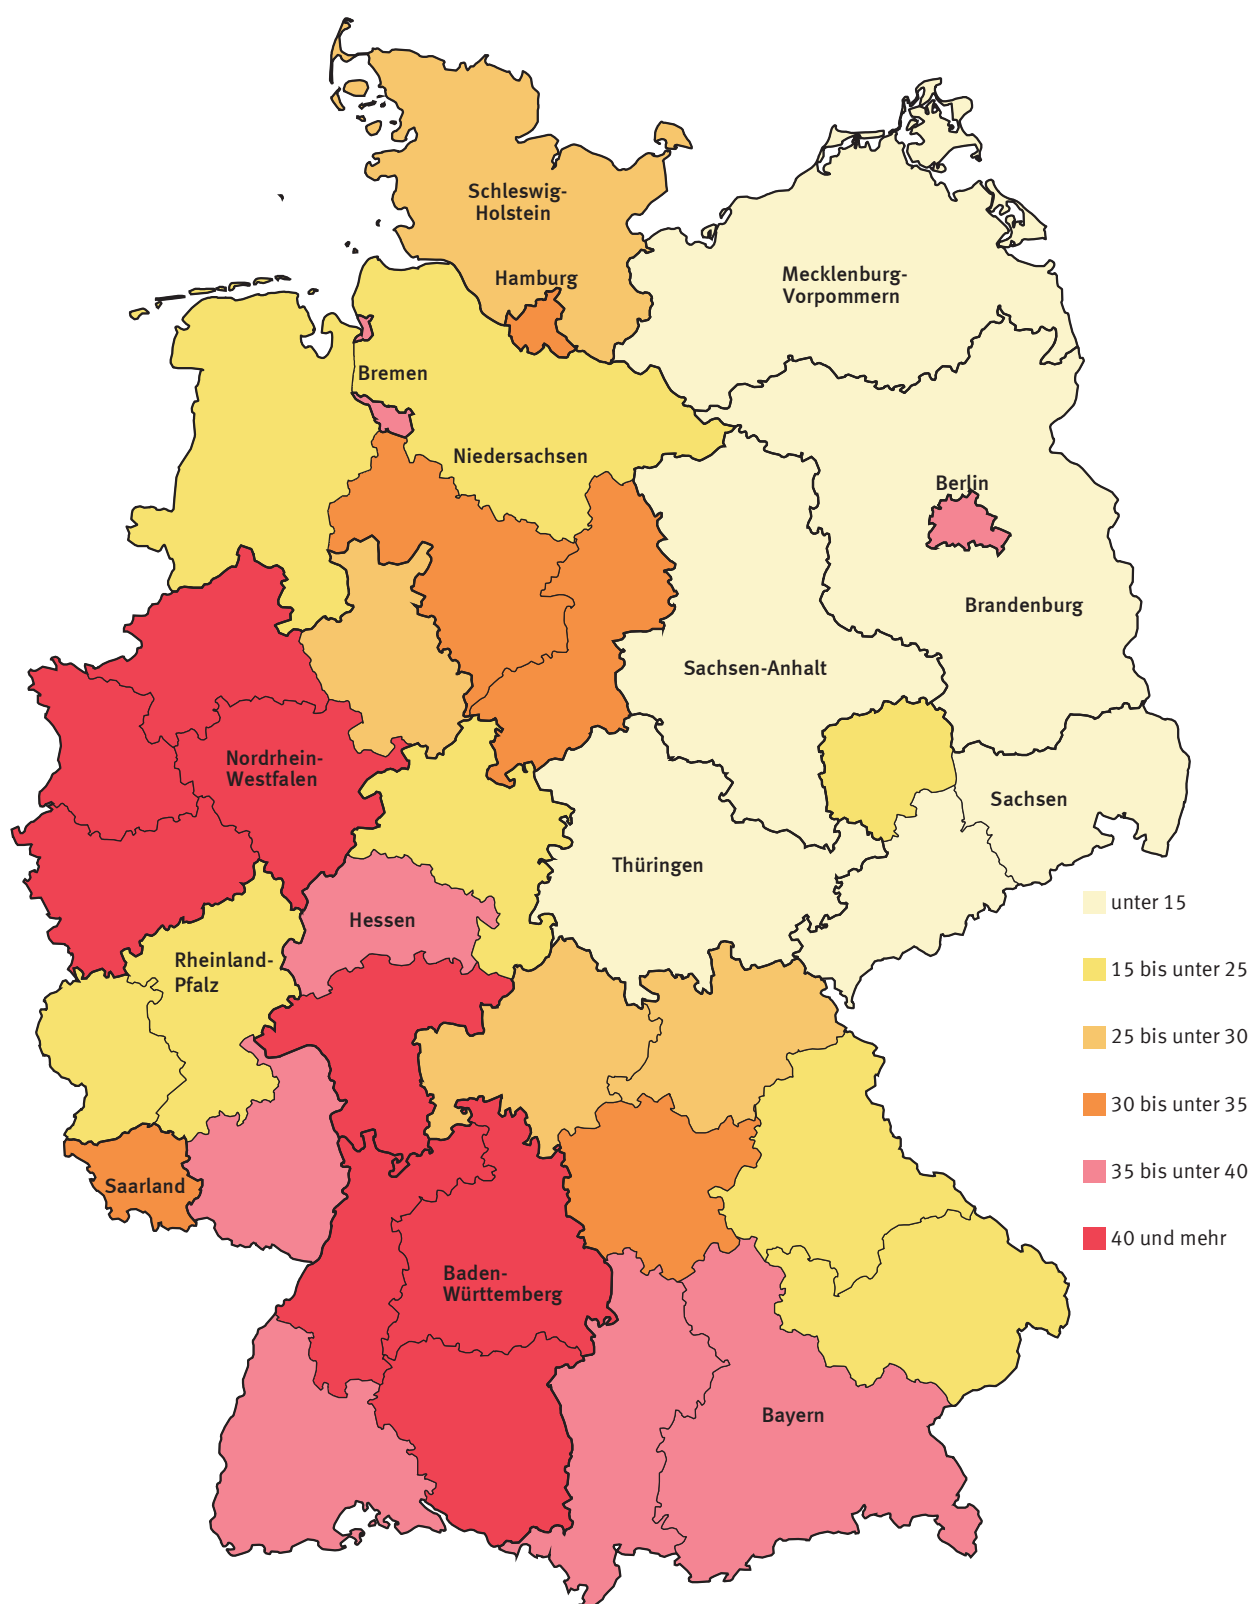 Schleswig-
Holstein
Hamburg
Mecklenburg-
Vorpommern
Bremen
Niedersachsen
Berlin
Brandenburg
Sachsen-Anhalt
Nordrhein-
Westfalen
Sachsen
Thüringen
Hessen
Rheinland-
Pfalz
Saarland
Baden-
Württemberg
Bayern
unter 15
15 bis unter 25
25 bis unter 30
30 bis unter 35
35 bis unter 40
40 und mehr